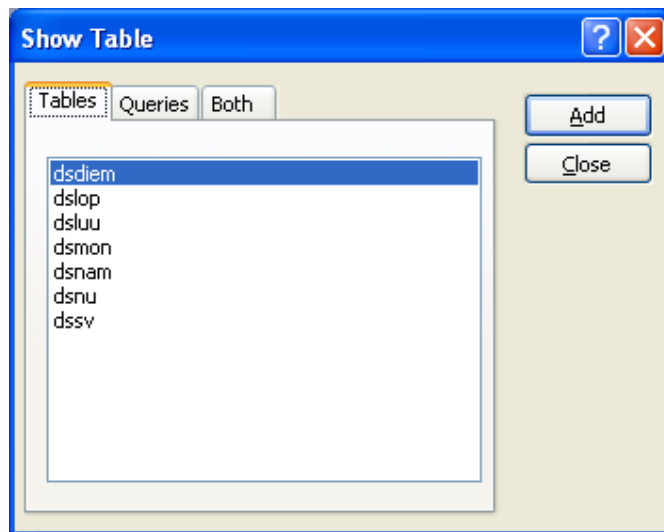 Show Table
Tables Queries Both
Add
Close
dsdiem
dslop
dsluu
dsmon
dsnam
dsnu
dssv